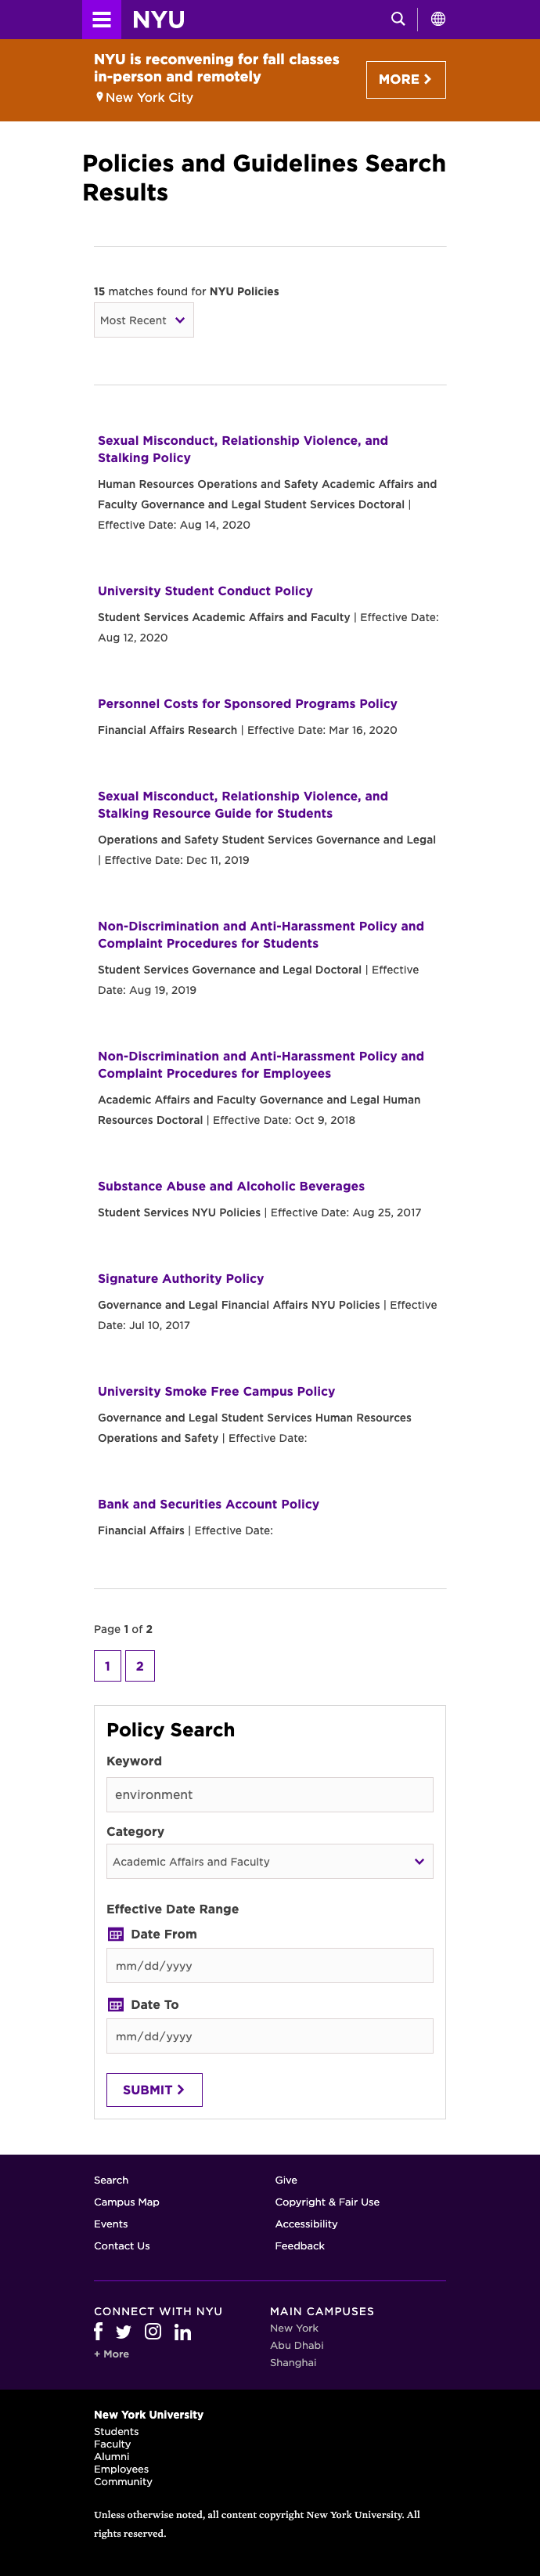 NYU
NYU is reconvening for fall classes
in-person and remotely
New York City
MORE
Policies and Guidelines Search
Results
15 matches found for NYU Policies
Most Recent
Sexual Misconduct, Relationship Violence, and
Stalking Policy
Human Resources Operations and Safety Academic Affairs and
Faculty Governance and Legal Student Services Doctoral |
Effective Date: Aug 14, 2020
University Student Conduct Policy
Student Services Academic Affairs and Faculty | Effective Date:
Aug 12, 2020
Personnel Costs for Sponsored Programs Policy
Financial Affairs Research | Effective Date: Mar 16, 2020
Sexual Misconduct, Relationship Violence, and
Stalking Resource Guide for Students
Operations and Safety Student Services Governance and Legal
| Effective Date: Dec 11, 2019
Non-Discrimination and Anti-Harassment Policy and
Complaint Procedures for Students
Student Services Governance and Legal Doctoral | Effective
Date: Aug 19, 2019
Non-Discrimination and Anti-Harassment Policy and
Complaint Procedures for Employees
Academic Affairs and Faculty Governance and Legal Human
Resources Doctoral | Effective Date: Oct 9, 2018
Substance Abuse and Alcoholic Beverages
Student Services NYU Policies | Effective Date: Aug 25, 2017
Signature Authority Policy
Governance and Legal Financial Affairs NYU Policies | Effective
Date: Jul 10, 2017
University Smoke Free Campus Policy
Governance and Legal Student Services Human Resources
Operations and Safety | Effective Date:
Bank and Securities Account Policy
Financial Affairs | Effective Date:
Page 1 of 2
1 2
Policy Search
Keyword
environment
Category
Academic Affairs and Faculty
Effective Date Range
Date From
mm/dd/yyyy
Date To
mm/dd/yyyy
SUBMIT
Search
Campus Map
Events
Contact Us
Give
Copyright & Fair Use
Accessibility
Feedback
CONNECT WITH NYU
+ More
MAIN CAMPUSES
New York
Abu Dhabi
Shanghai
New York University
Students
Faculty
Alumni
Employees
Community
Unless otherwise noted, all content copyright New York University. All
rights reserved.